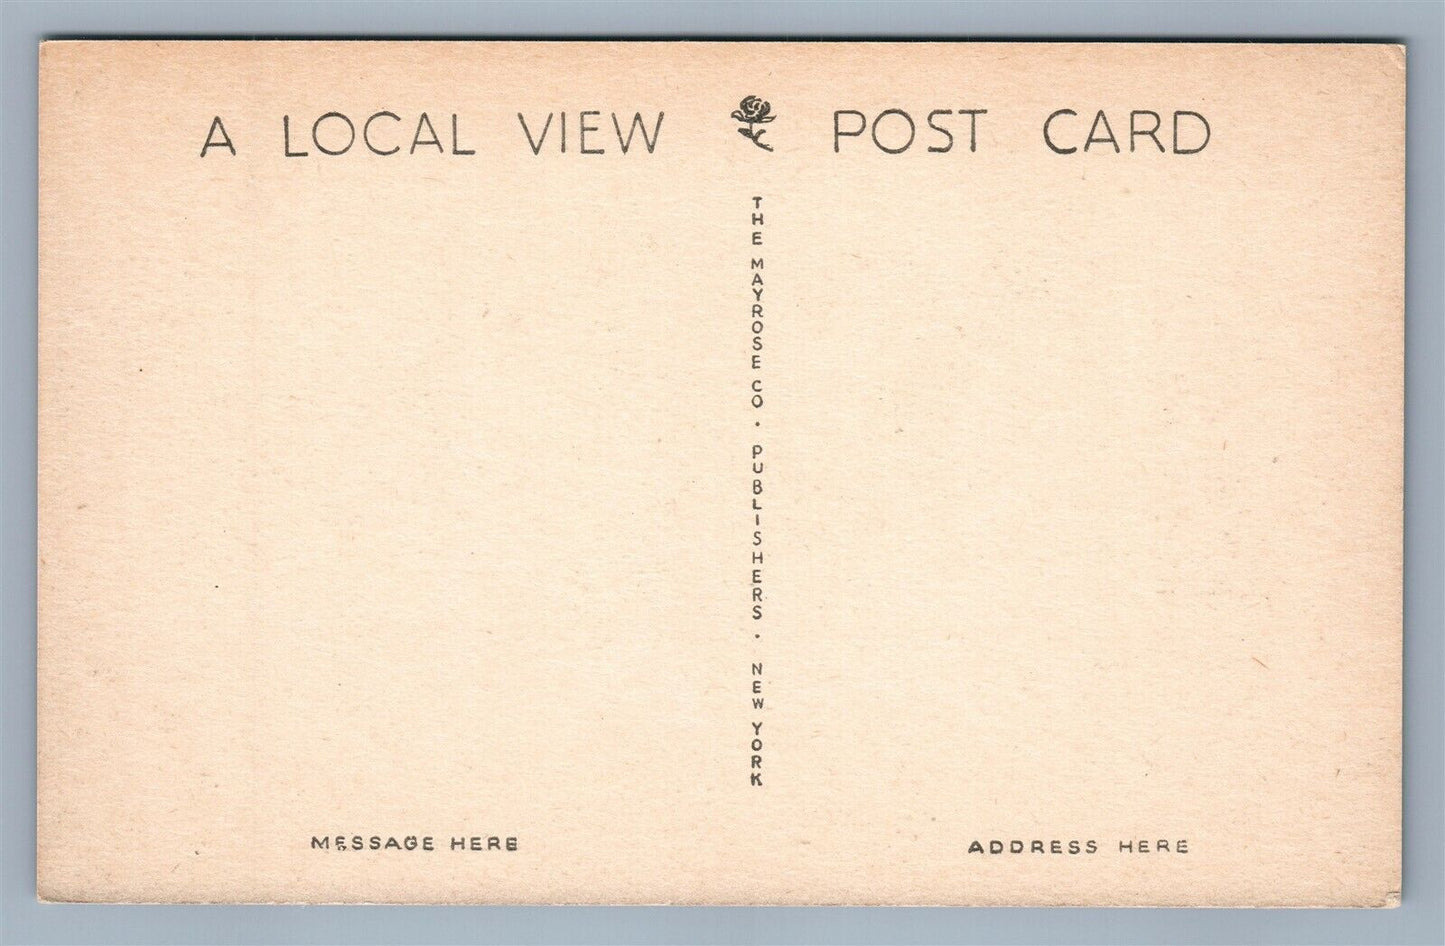 A LOCAL VIEW POST CARD
THE MAYROSE CO · PUBLISHERS · NEW YORK
MESSAGE HERE
ADDRESS HERE